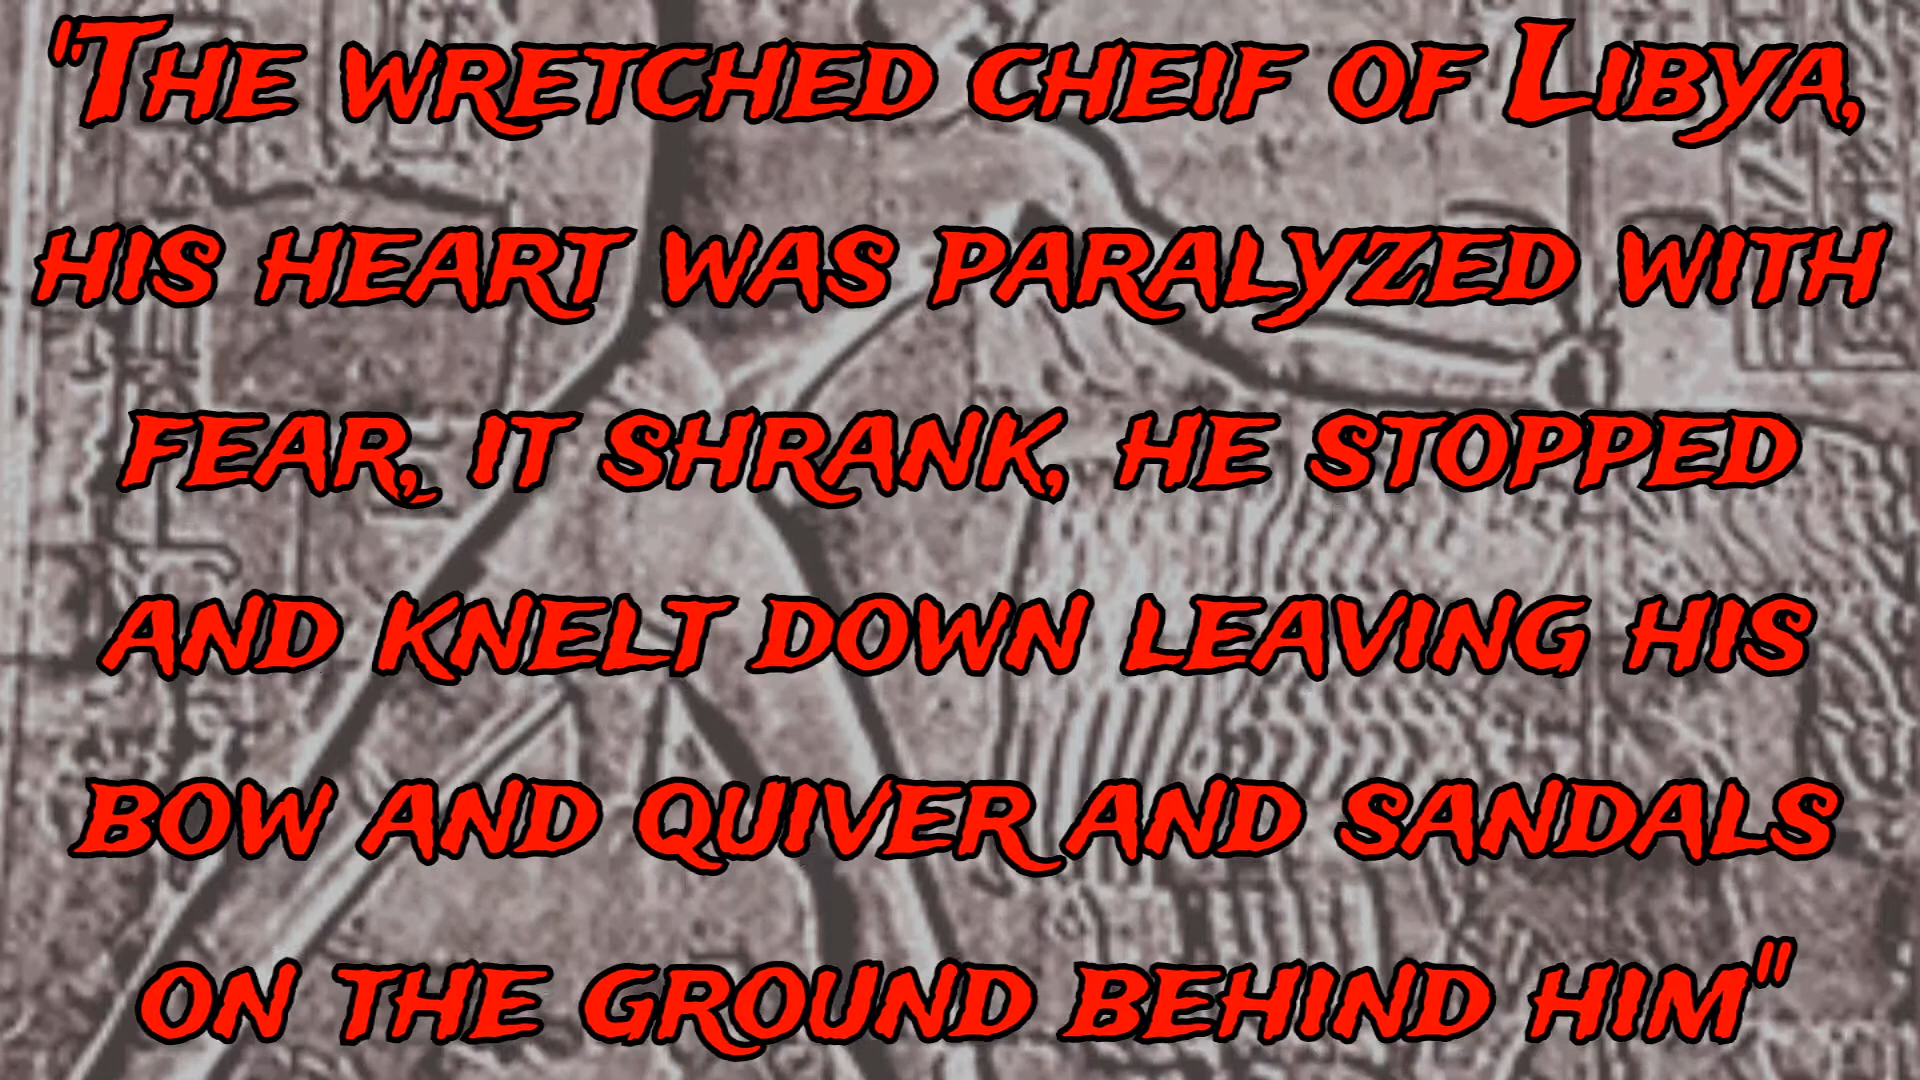 "The wretched cheif of Libya,
his heart was paralyzed with
fear, it shrank, he stopped
and knelt down leaving his
bow and quiver and sandals
on the ground behind him"